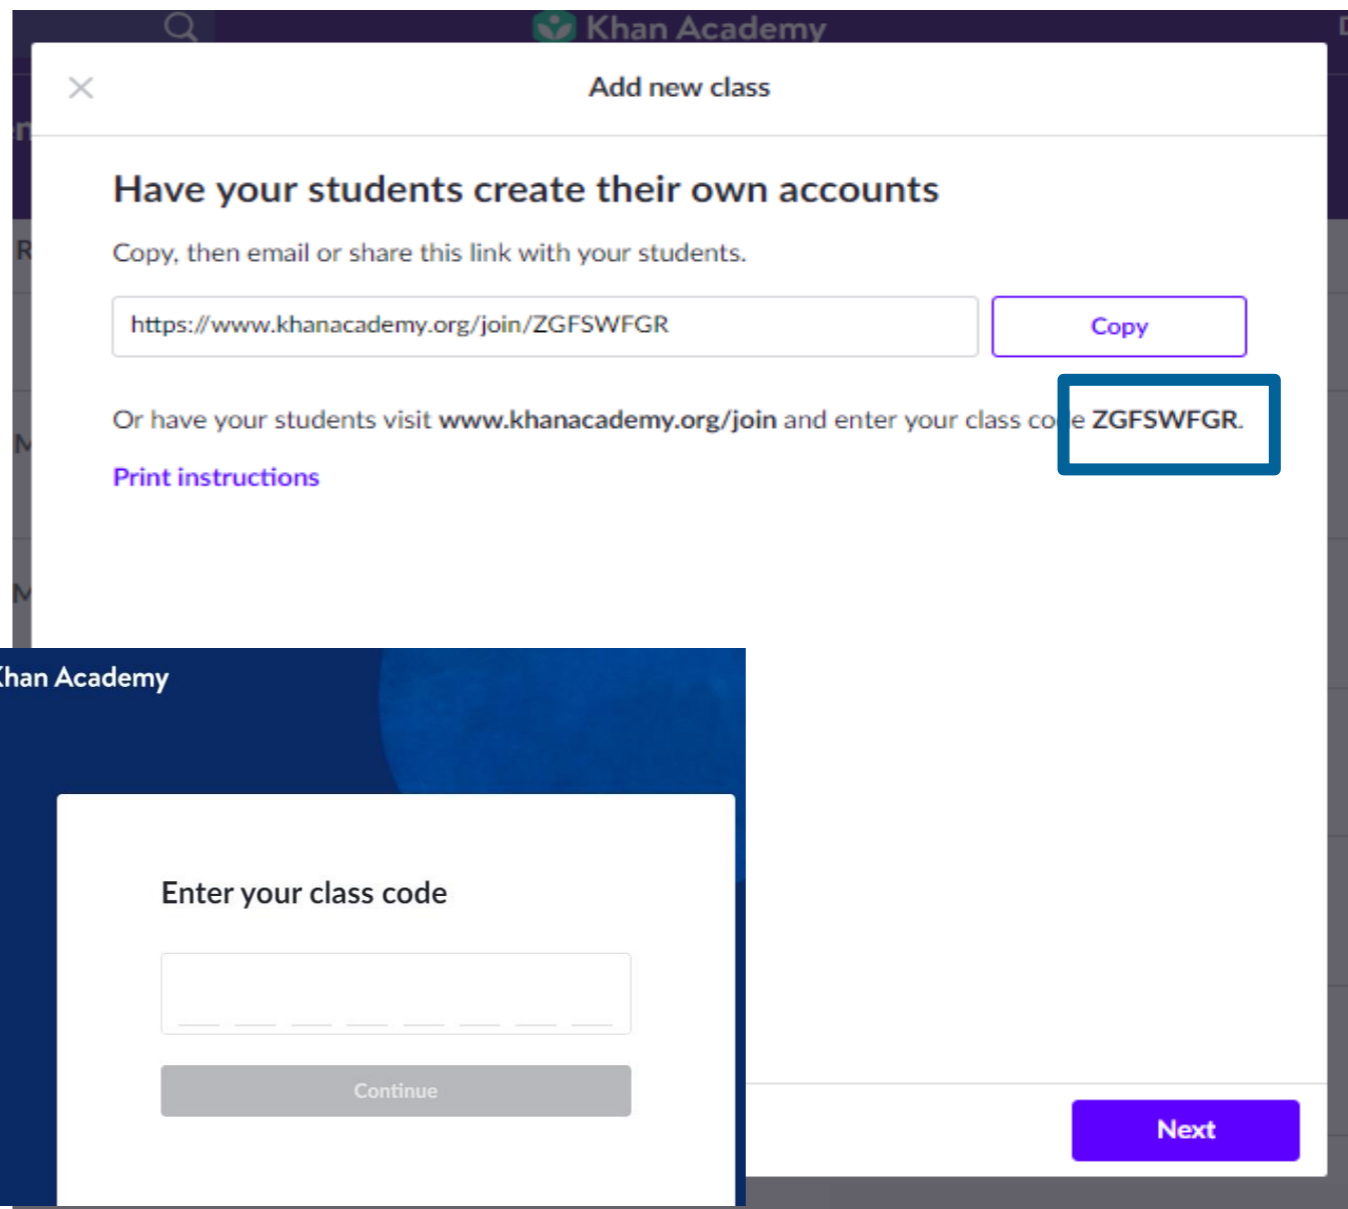 Khan Academy
Add new class
Have your students create their own accounts
Copy, then email or share this link with your students.
https://www.khanacademy.org/join/ZGFSWFGR
Copy
Or have your students visit www.khanacademy.org/join and enter your class co e ZGFSWFGR.
Print instructions
Khan Academy
Enter your class code
Continue
Next